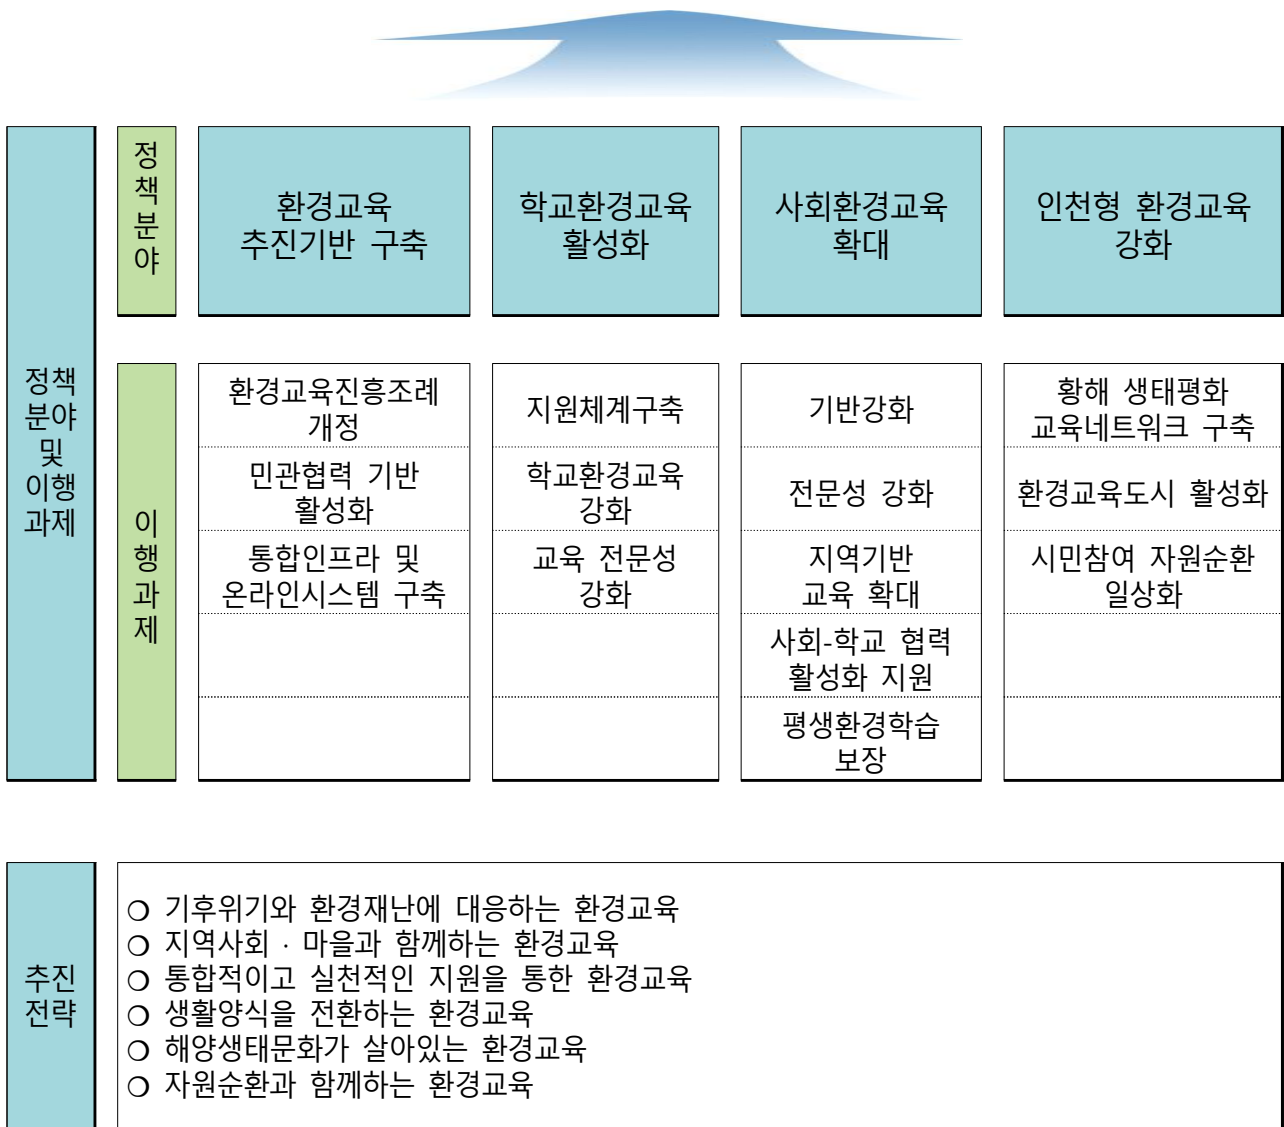 정책
분야
및
이행
과제
정
책
분
야
환경교육
추진기반 구축
학교환경교육
활성화
사회환경교육
확대
인천형 환경교육
강화
이
행
과
제
환경교육진흥조례
개정
민관협력 기반
활성화
통합인프라 및
온라인시스템 구축
지원체계구축
학교환경교육
강화
교육 전문성
강화
기반강화
전문성 강화
지역기반
교육 확대
사회-학교 협력
활성화 지원
평생환경학습
보장
황해 생태평화
교육네트워크 구축
환경교육도시 활성화
시민참여 자원순환
일상화
추진
전략
❍ 기후위기와 환경재난에 대응하는 환경교육
❍ 지역사회 · 마을과 함께하는 환경교육
❍ 통합적이고 실천적인 지원을 통한 환경교육
❍ 생활양식을 전환하는 환경교육
❍ 해양생태문화가 살아있는 환경교육
❍ 자원순환과 함께하는 환경교육